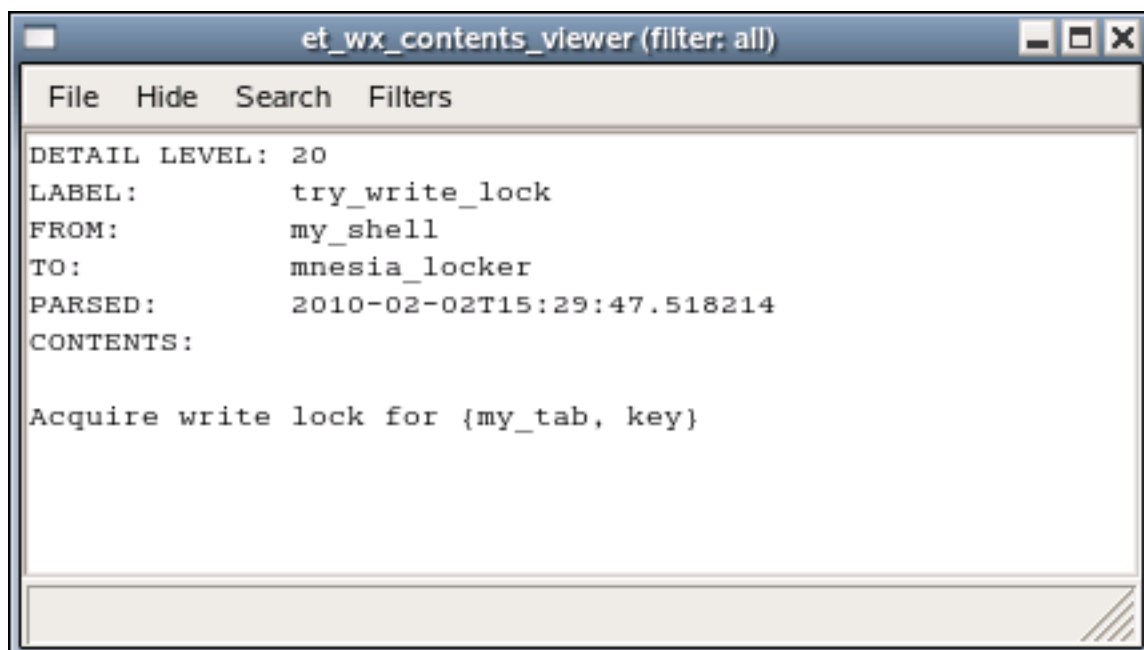 et_wx_contents_viewer (filter: all)
File Hide Search Filters
DETAIL LEVEL: 20
LABEL: try_write_lock
FROM: my_shell
TO: mnesia_locker
PARSED: 2010-02-02T15:29:47.518214
CONTENTS:
Acquire write lock for {my_tab, key}